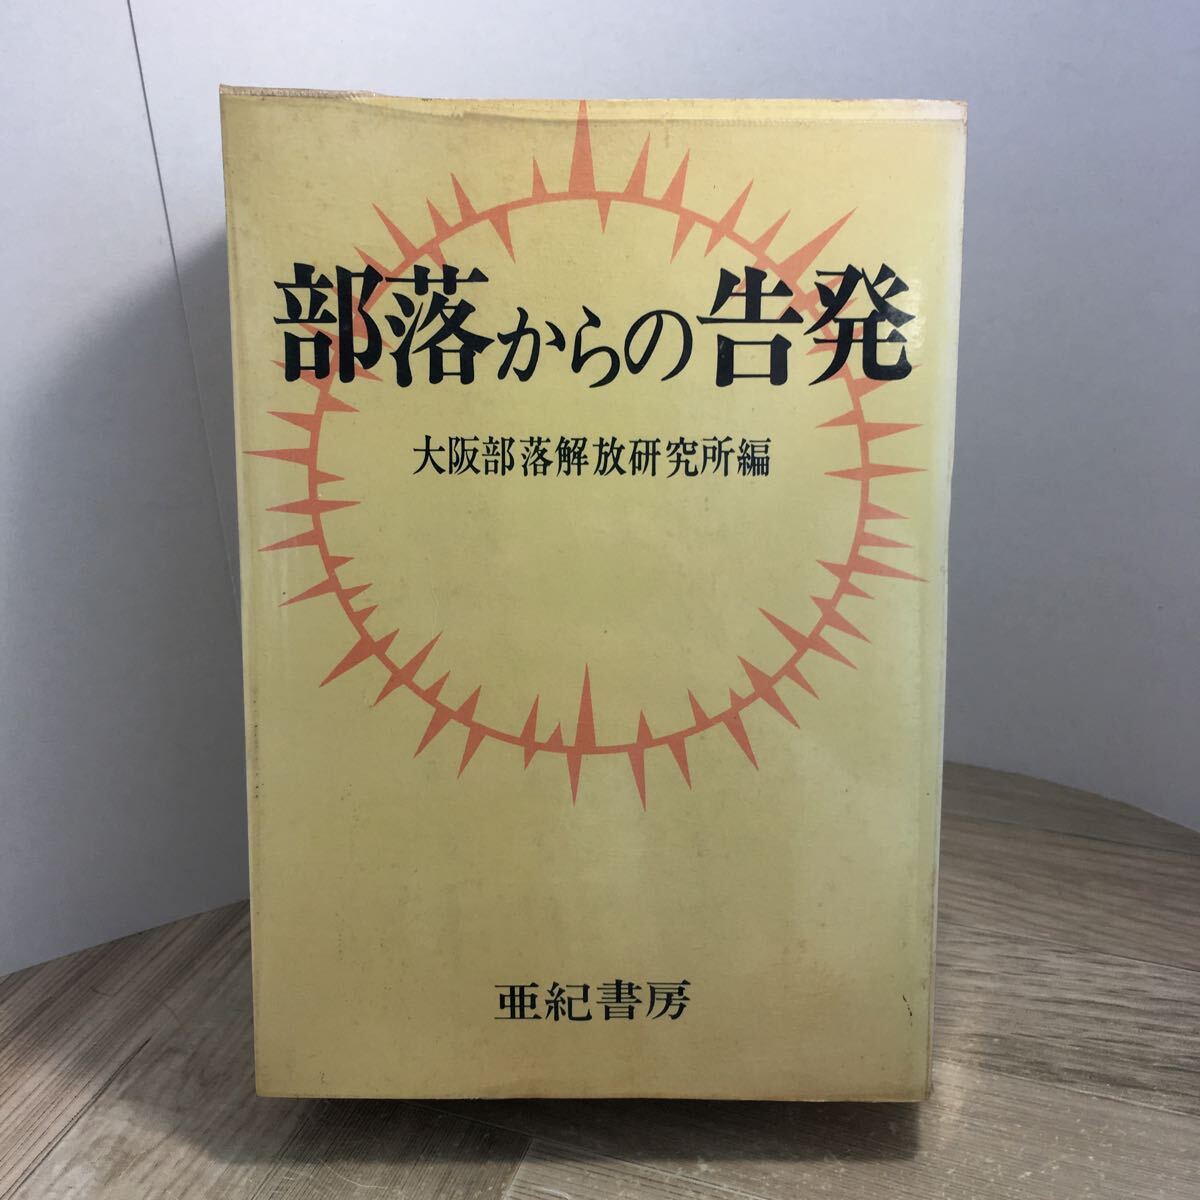 部落からの告発
大阪部落解放研究所編
亜紀書房